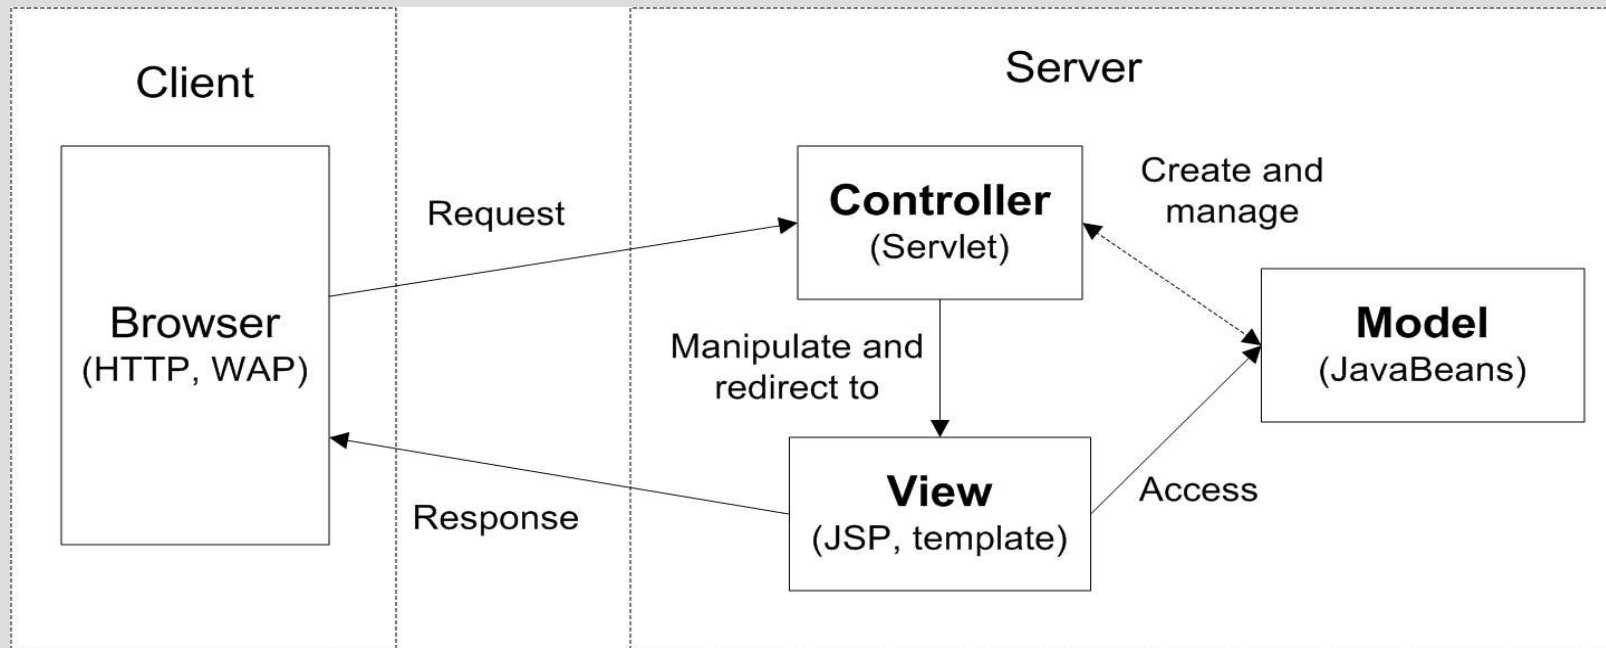 Client
Server
Browser
(HTTP, WAP)
Request
Response
Controller
(Servlet)
Create and
manage
Manipulate and
redirect to
Model
(JavaBeans)
View
(JSP, template)
Access